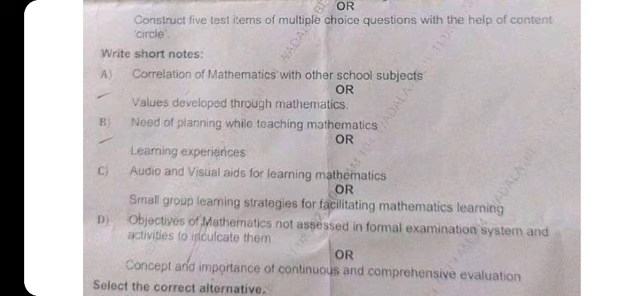 OR
Construct five test items of multiple choice questions with the help of content
'circle'.
Write short notes:
A) Correlation of Mathematics with other school subjects
OR
Values developed through mathematics.
B) Need of planning while teaching mathematics
OR
Learning experiences
C) Audio and Visual aids for learning mathematics
OR
Small group learning strategies for facilitating mathematics learning
D) Objectives of Mathematics not assessed in formal examination system and
activities to inculcate them
OR
Concept and importance of continuous and comprehensive evaluation
Select the correct alternative.